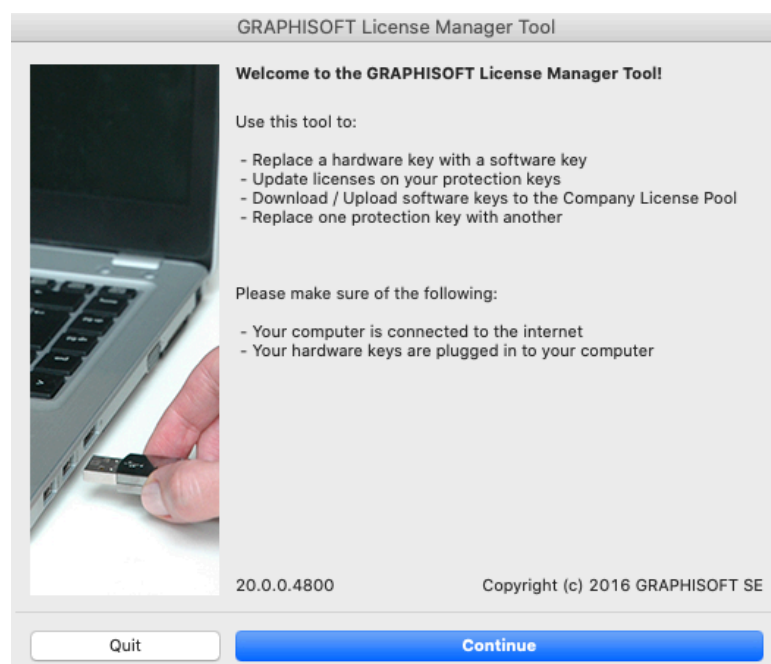 GRAPHISOFT License Manager Tool
Welcome to the GRAPHISOFT License Manager Tool!
Use this tool to:
- Replace a hardware key with a software key
- Update licenses on your protection keys
- Download / Upload software keys to the Company License Pool
- Replace one protection key with another
Please make sure of the following:
- Your computer is connected to the internet
- Your hardware keys are plugged in to your computer
20.0.0.4800 Copyright (c) 2016 GRAPHISOFT SE
Quit Continue